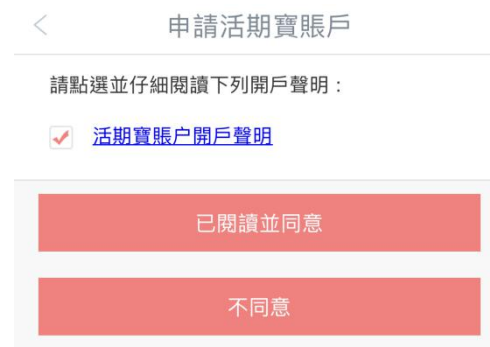 申請活期寶賬戶
請點選並仔細閱讀下列開戶聲明：
活期寶賬户開戶聲明
已閱讀並同意
不同意